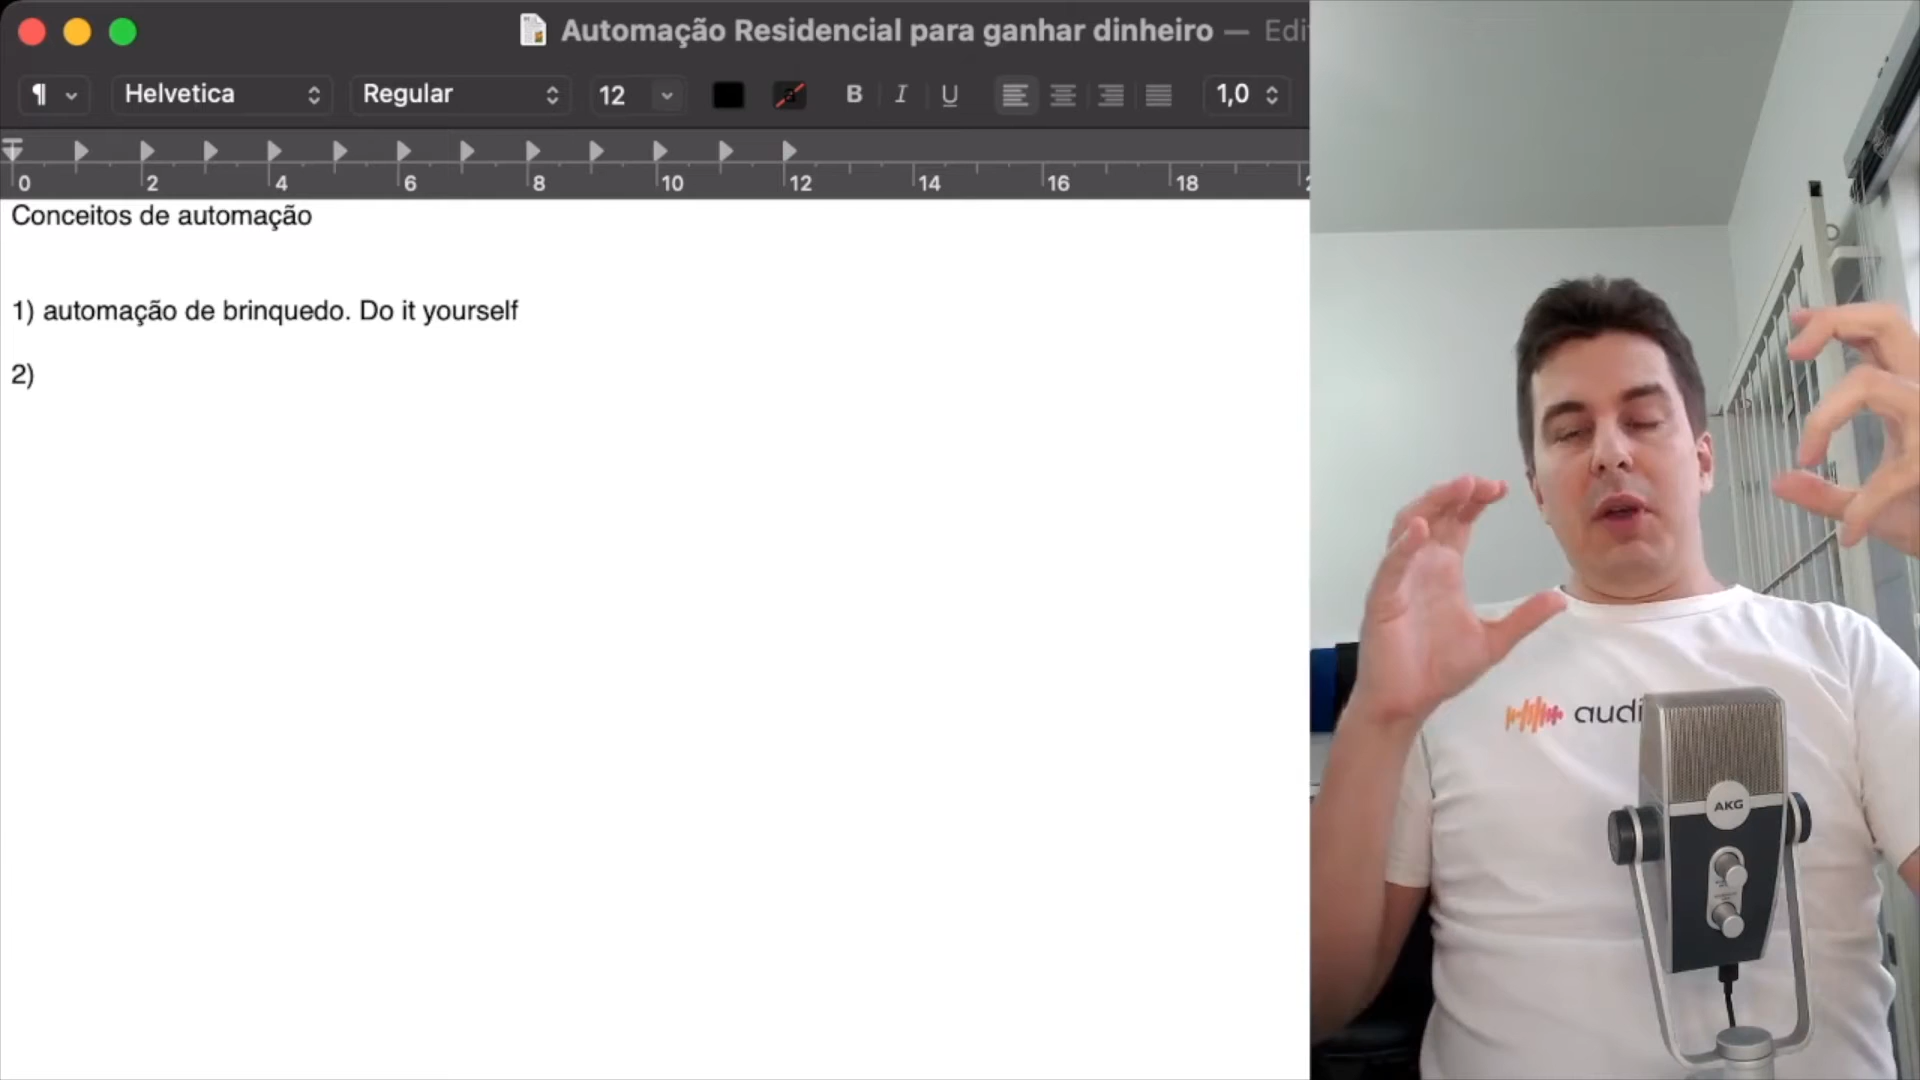 Automação Residencial para ganhar dinheiro —
Helvetica Regular 12 B I U 1,0
0 2 4 6 8 10 12 14 16 18
Conceitos de automação
1) automação de brinquedo. Do it yourself
2)
audi
AKG